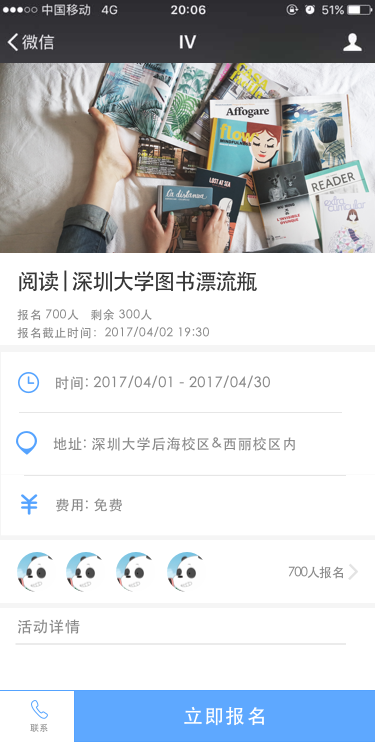 中国移动 4G 20:06 51%
微信 IV
Affogare
flow
MINDFULNESS
LOST AT SEA
la distanza
READER
阅读|深圳大学图书漂流瓶
报名 700人 剩余 300人
报名截止时间：2017/04/02 19:30
时间: 2017/04/01 - 2017/04/30
地址: 深圳大学后海校区&西丽校区内
费用: 免费
700人报名
活动详情
联系
立即报名